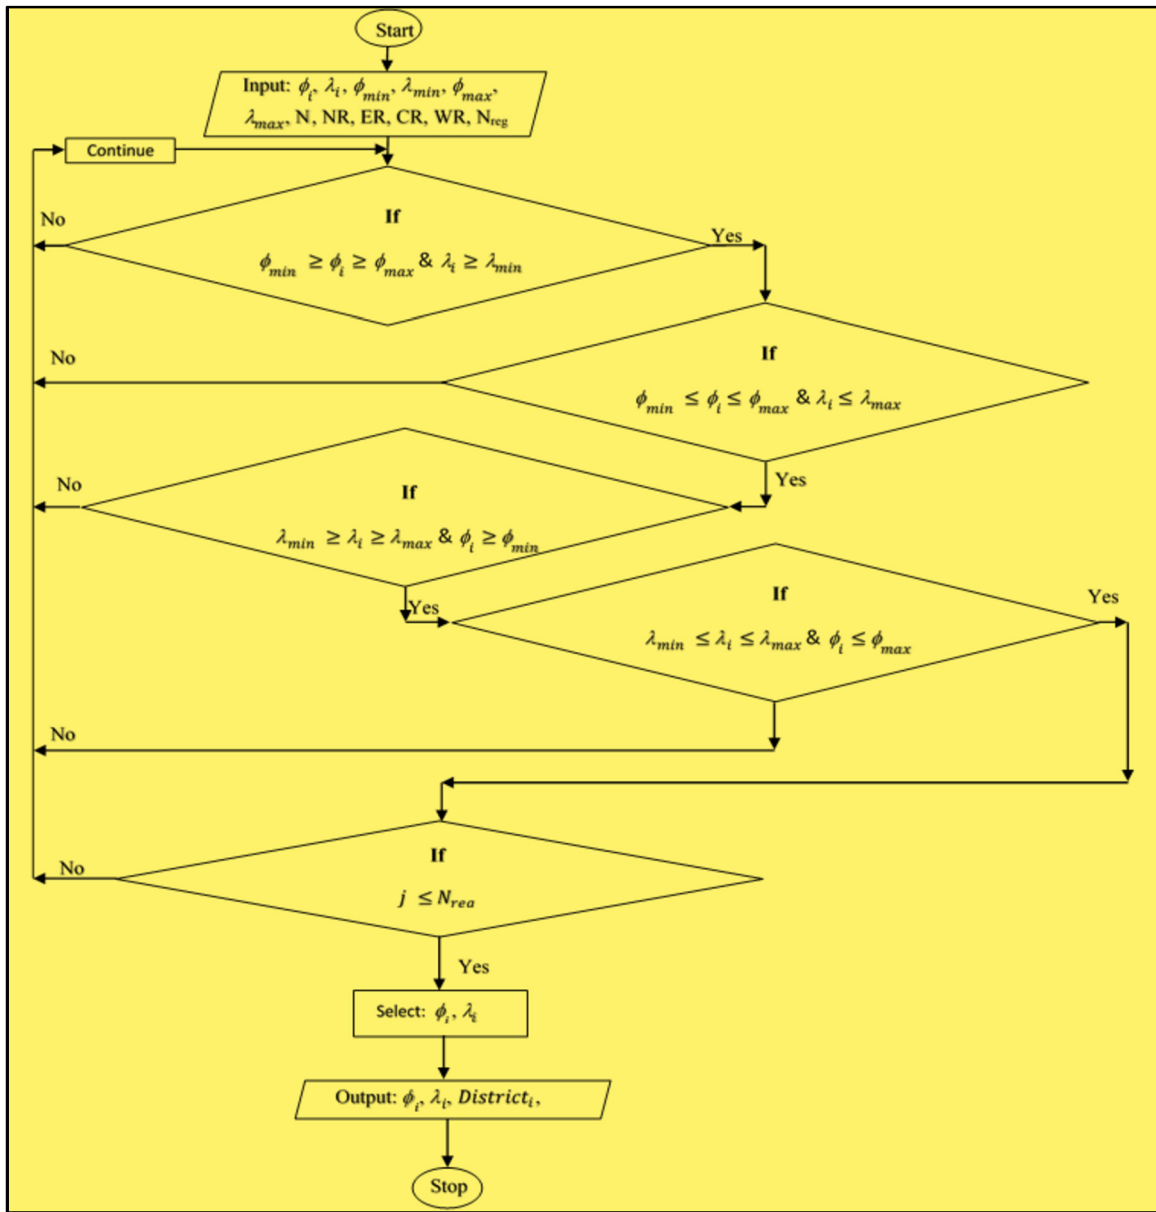 Start
Input: ϕᵢ, λᵢ, ϕₘᵢₙ, λₘᵢₙ, ϕₘₐₓ,
λₘₐₓ, N, NR, ER, CR, WR, Nreg
Continue
If
No
Yes
ϕₘᵢₙ ≥ ϕᵢ ≥ ϕₘₐₓ & λᵢ ≥ λₘᵢₙ
If
No
ϕₘᵢₙ ≤ ϕᵢ ≤ ϕₘₐₓ & λᵢ ≤ λₘₐₓ
Yes
No
If
λₘᵢₙ ≥ λᵢ ≥ λₘₐₓ & ϕᵢ ≥ ϕₘᵢₙ
If
Yes
Yes
λₘᵢₙ ≤ λᵢ ≤ λₘₐₓ & ϕᵢ ≤ ϕₘₐₓ
No
If
No
j ≤ Nrea
Yes
Select: ϕᵢ, λᵢ
Output: ϕᵢ, λᵢ, Districtᵢ,
Stop